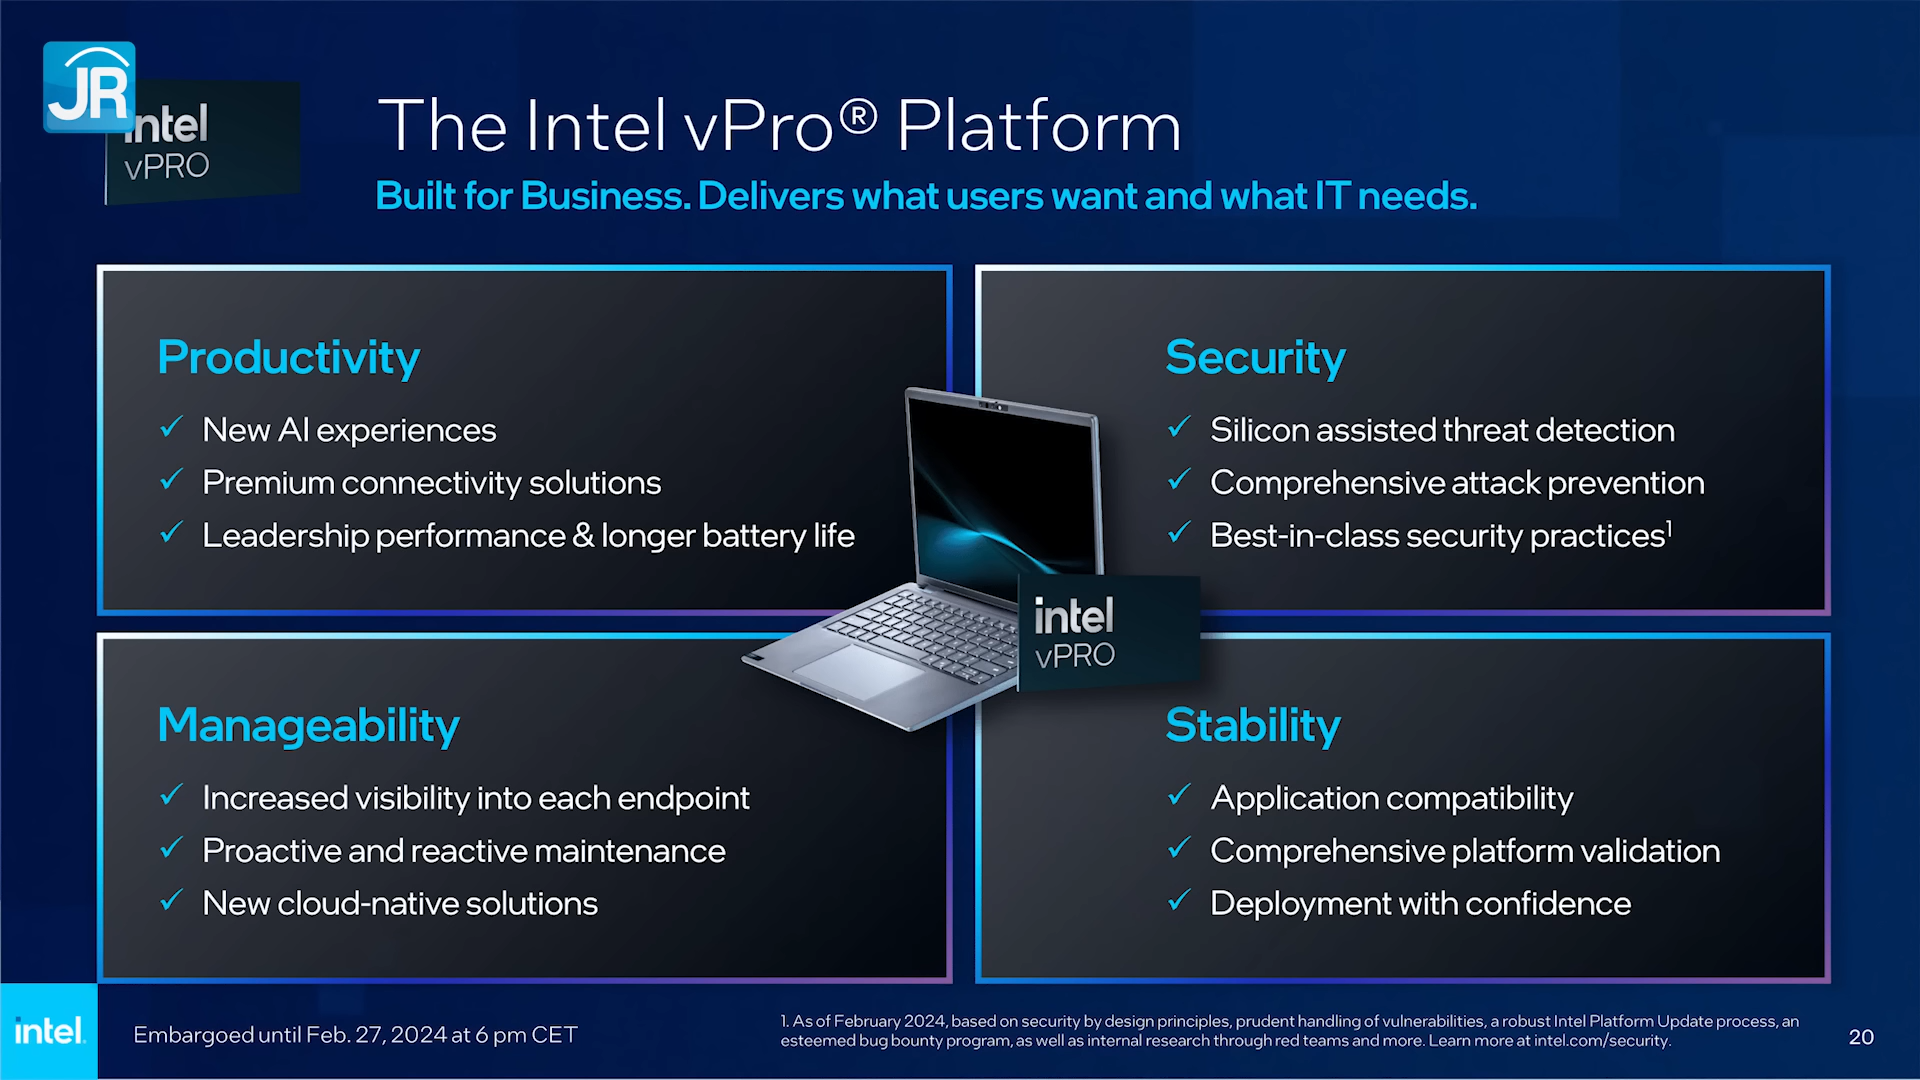 JR
intel
vPRO
The Intel vPro® Platform
Built for Business. Delivers what users want and what IT needs.
Productivity
✓ New AI experiences
✓ Premium connectivity solutions
✓ Leadership performance & longer battery life
Security
✓ Silicon assisted threat detection
✓ Comprehensive attack prevention
✓ Best-in-class security practices¹
intel
vPRO
Manageability
✓ Increased visibility into each endpoint
✓ Proactive and reactive maintenance
✓ New cloud-native solutions
Stability
✓ Application compatibility
✓ Comprehensive platform validation
✓ Deployment with confidence
intel.
Embargoed until Feb. 27, 2024 at 6 pm CET
1. As of February 2024, based on security by design principles, prudent handling of vulnerabilities, a robust Intel Platform Update process, an
esteemed bug bounty program, as well as internal research through red teams and more. Learn more at intel.com/security.
20